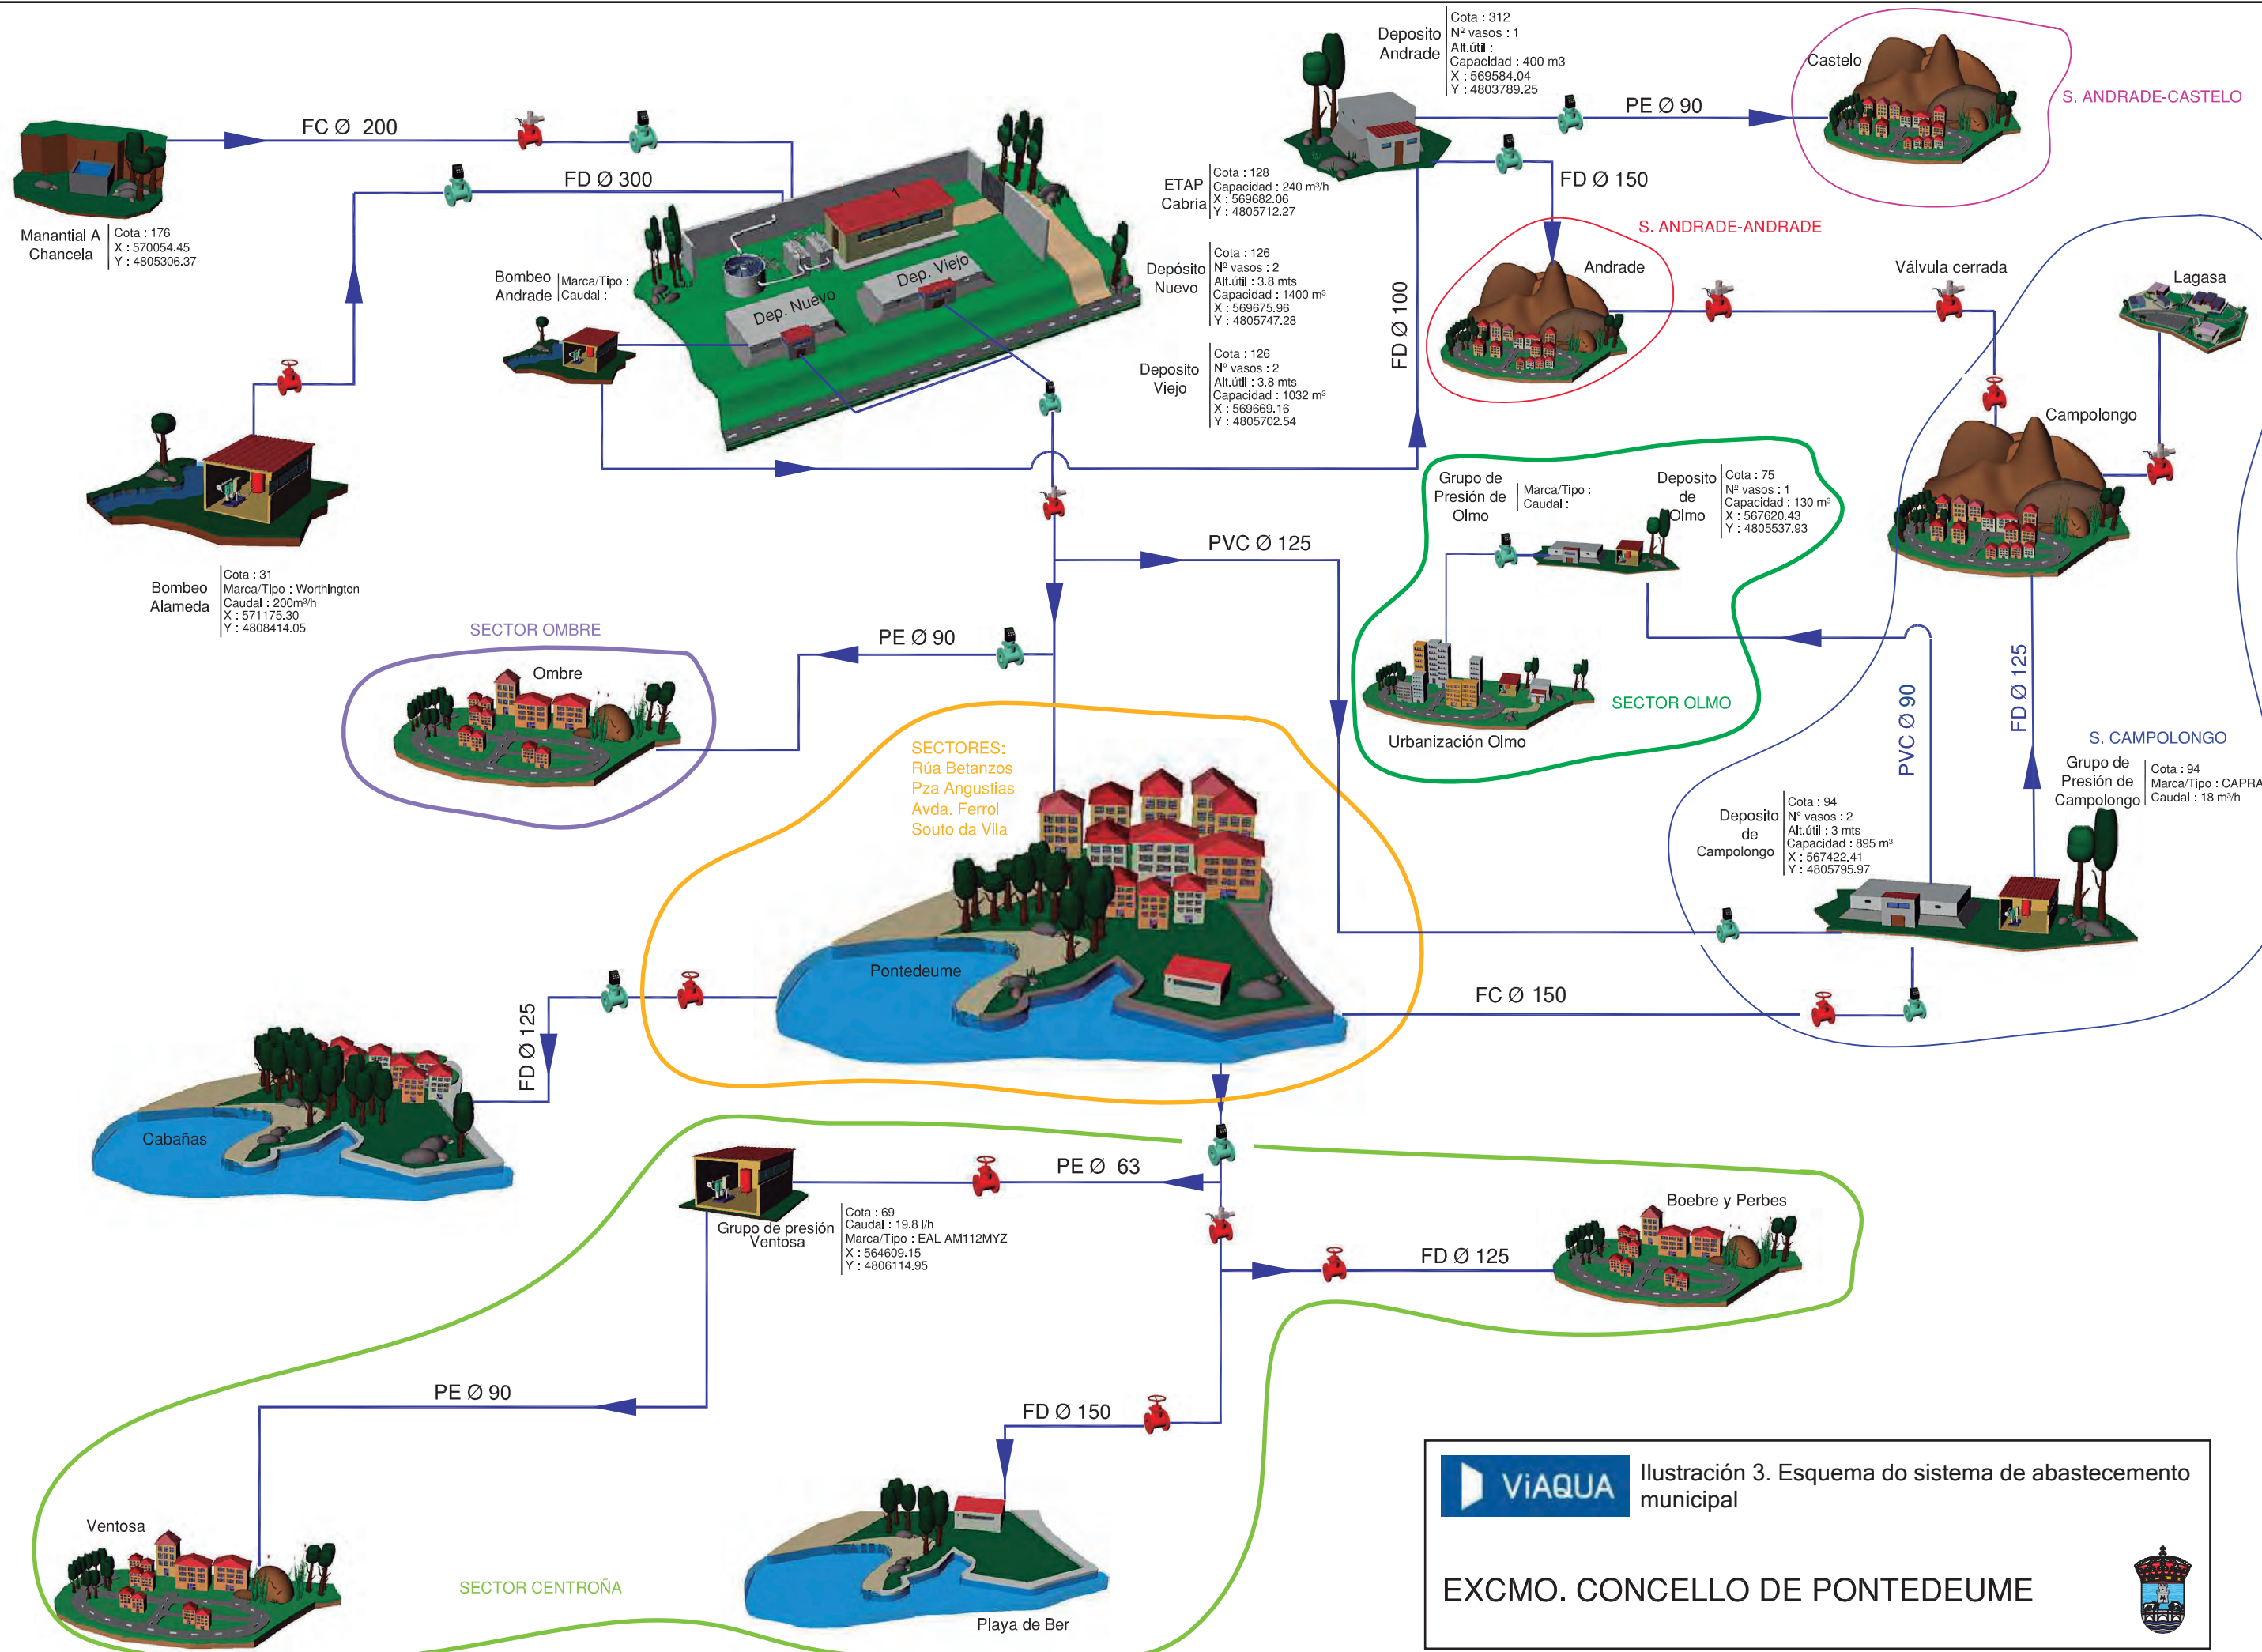 Deposito
Andrade
Cota : 312
Nº vasos : 1
Alt.útil :
Capacidad : 400 m3
X : 569584.04
Y : 4803789.25
Castelo
S. ANDRADE-CASTELO
PE Ø 90
FC Ø 200
FD Ø 300
FD Ø 150
Manantial A
Chancela
Cota : 176
X : 570054.45
Y : 4805306.37
ETAP
Cabría
Cota : 128
Capacidad : 240 m³/h
X : 569682.06
Y : 4805712.27
S. ANDRADE-ANDRADE
Andrade
Válvula cerrada
Lagasa
Bombeo
Andrade
Marca/Tipo :
Caudal :
Dep. Viejo
Dep. Nuevo
Depósito
Nuevo
Cota : 126
Nº vasos : 2
Alt.útil : 3.8 mts
Capacidad : 1400 m³
X : 569675.96
Y : 4805747.28
FD Ø 100
Deposito
Viejo
Cota : 126
Nº vasos : 2
Alt.útil : 3.8 mts
Capacidad : 1032 m³
X : 569669.16
Y : 4805702.54
Campolongo
Grupo de
Presión de
Olmo
Marca/Tipo :
Caudal :
Deposito
de
Olmo
Cota : 75
Nº vasos : 1
Capacidad : 130 m³
X : 567620.43
Y : 4805537.93
PVC Ø 125
Bombeo
Alameda
Cota : 31
Marca/Tipo : Worthington
Caudal : 200m³/h
X : 571175.30
Y : 4808414.05
SECTOR OMBRE
Ombre
PE Ø 90
SECTOR OLMO
Urbanización Olmo
PVC Ø 90
FD Ø 125
S. CAMPOLONGO
Grupo de
Presión de
Campolongo
Cota : 94
Marca/Tipo : CAPRA
Caudal : 18 m³/h
SECTORES:
Rúa Betanzos
Pza Angustias
Avda. Ferrol
Souto da Vila
Deposito
de
Campolongo
Cota : 94
Nº vasos : 2
Alt.útil : 3 mts
Capacidad : 895 m³
X : 567422.41
Y : 4805795.97
Pontedeume
FC Ø 150
FD Ø 125
Cabañas
PE Ø 63
Grupo de presión
Ventosa
Cota : 69
Caudal : 19.8 l/h
Marca/Tipo : EAL-AM112MYZ
X : 564609.15
Y : 4806114.95
Boebre y Perbes
FD Ø 125
PE Ø 90
FD Ø 150
Ventosa
SECTOR CENTROÑA
Playa de Ber
ViAQUA
Ilustración 3. Esquema do sistema de abastecemento
municipal
EXCMO. CONCELLO DE PONTEDEUME